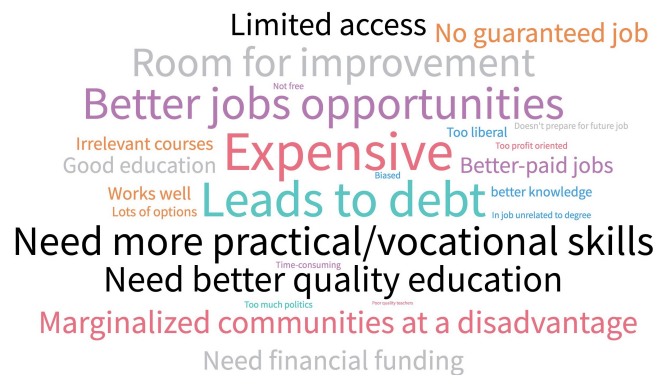 Limited access
No guaranteed job
Room for improvement
Not free
Better jobs opportunities
Doesn't prepare for future job
Too liberal
Irrelevant courses
Expensive
Too profit oriented
Good education
Better-paid jobs
Biased
Works well
Leads to debt
better knowledge
Lots of options
In job unrelated to degree
Need more practical/vocational skills
Time-consuming
Need better quality education
Too much politics
Poor quality teachers
Marginalized communities at a disadvantage
Need financial funding